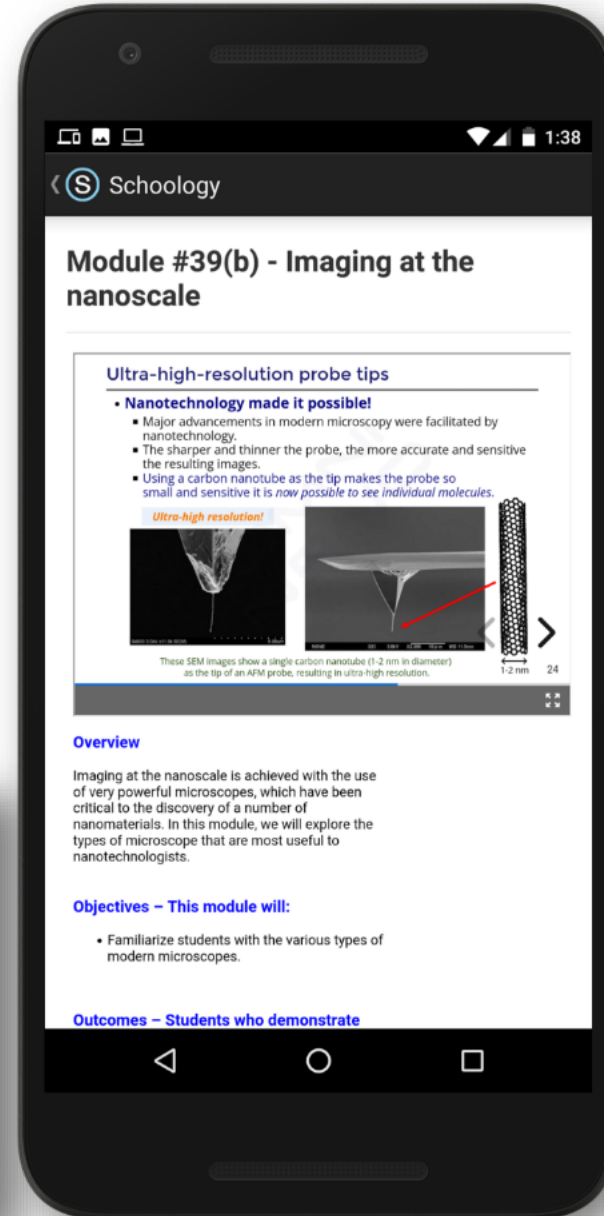 1:38
Schoology
Module #39(b) - Imaging at the
nanoscale
Ultra-high-resolution probe tips
• Nanotechnology made it possible!
▪ Major advancements in modern microscopy were facilitated by
nanotechnology.
▪ The sharper and thinner the probe, the more accurate and sensitive
the resulting images.
▪ Using a carbon nanotube as the tip makes the probe so
small and sensitive it is now possible to see individual molecules.
Ultra-high resolution!
These SEM images show a single carbon nanotube (1-2 nm in diameter)
as the tip of an AFM probe, resulting in ultra-high resolution.
1-2 nm
24
Overview
Imaging at the nanoscale is achieved with the use
of very powerful microscopes, which have been
critical to the discovery of a number of
nanomaterials. In this module, we will explore the
types of microscope that are most useful to
nanotechnologists.
Objectives – This module will:
• Familiarize students with the various types of
modern microscopes.
Outcomes – Students who demonstrate